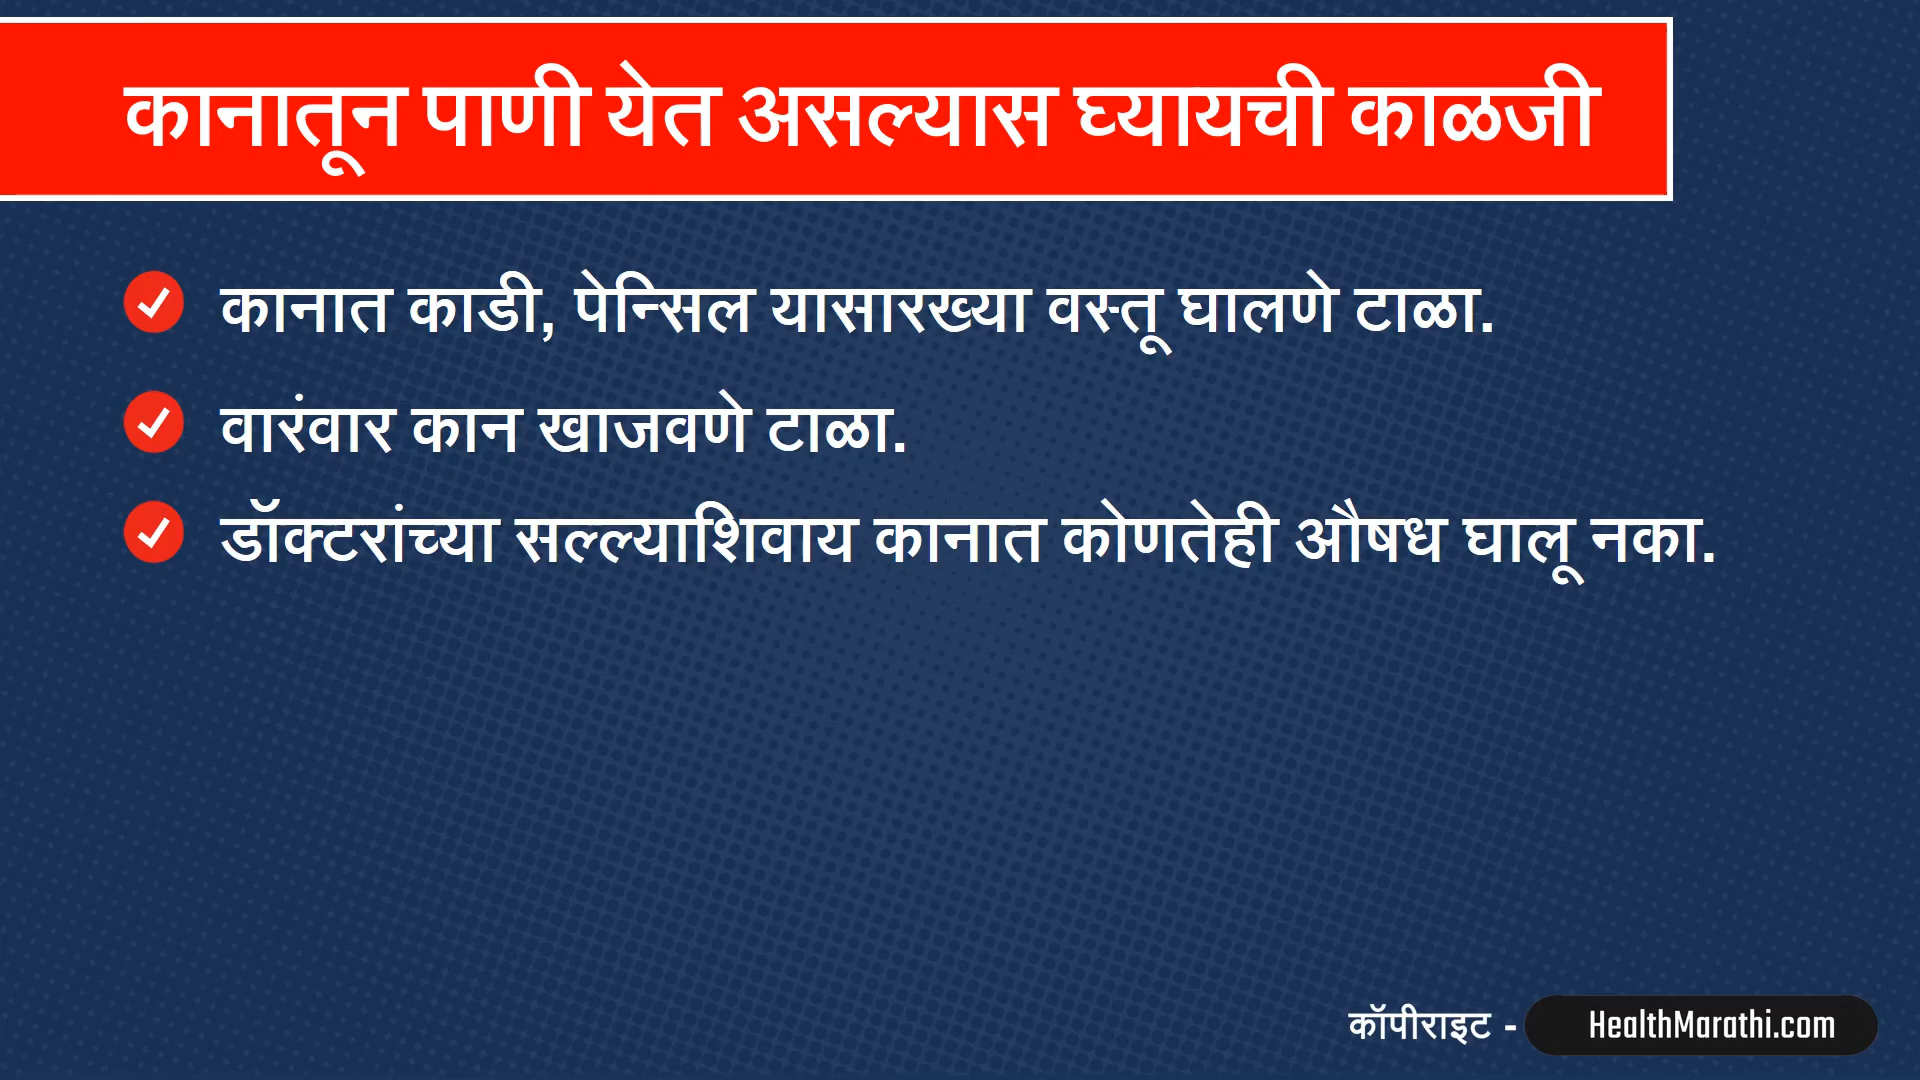 कानातून पाणी येत असल्यास घ्यायची काळजी
कानात काडी, पेन्सिल यासारख्या वस्तू घालणे टाळा.
वारंवार कान खाजवणे टाळा.
डॉक्टरांच्या सल्ल्याशिवाय कानात कोणतेही औषध घालू नका.
कॉपीराइट - HealthMarathi.com